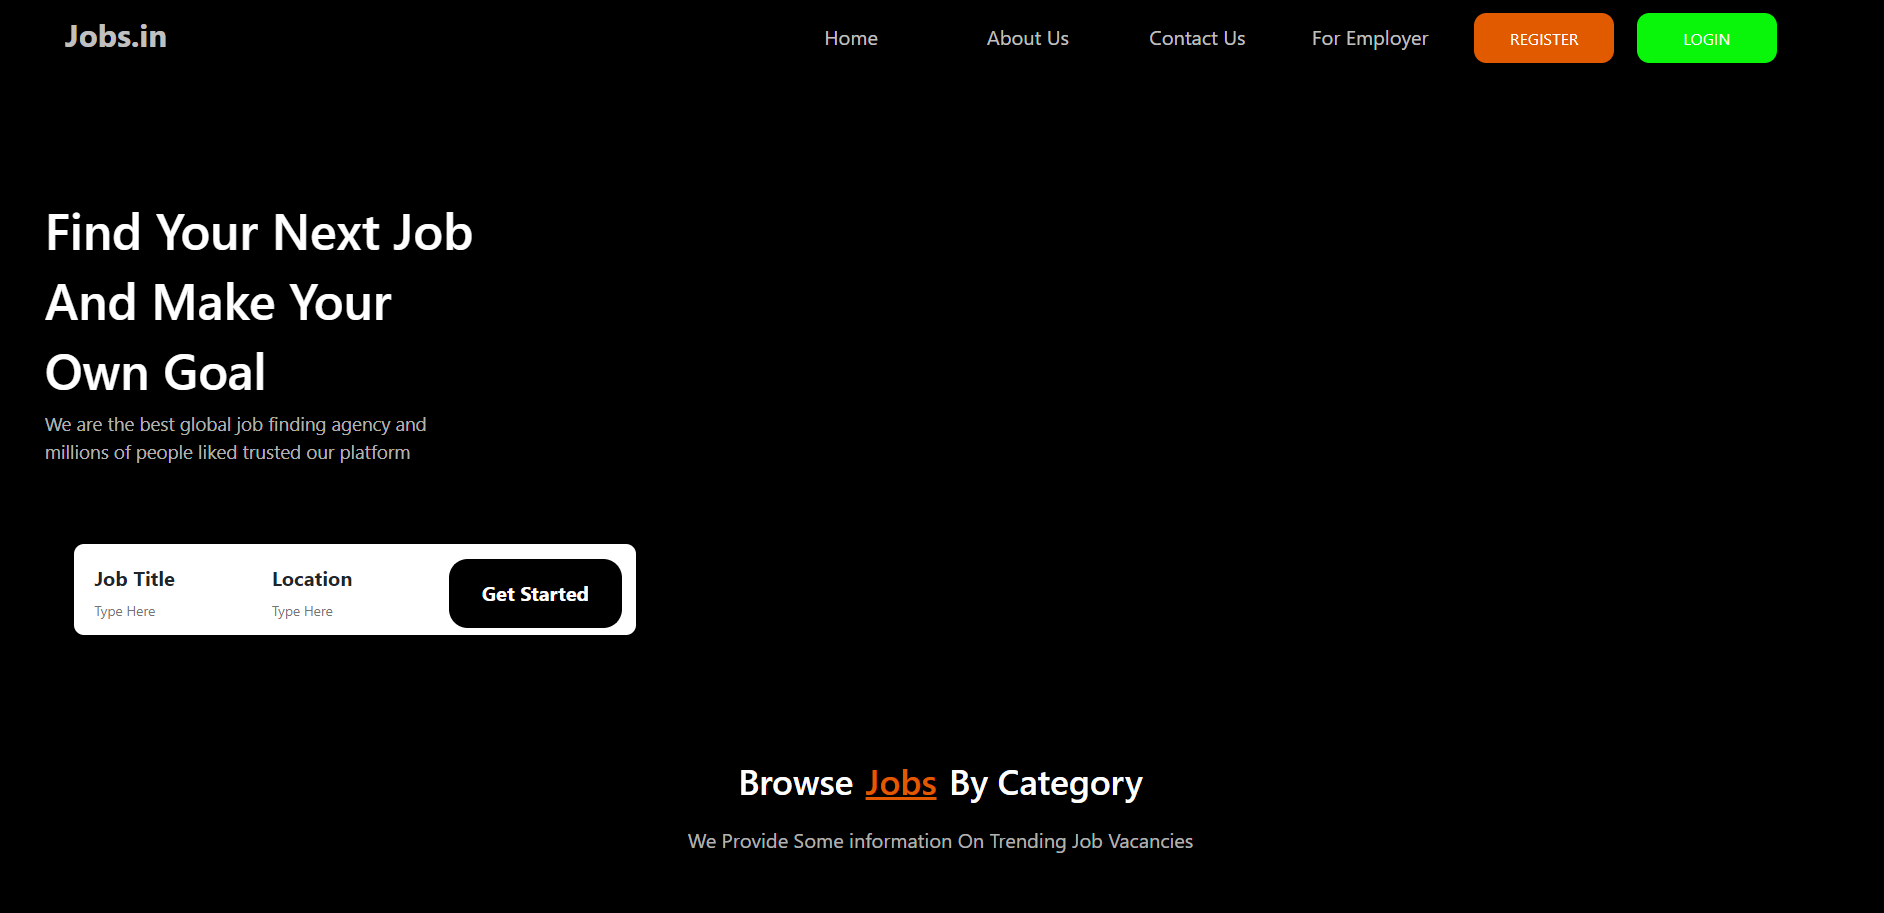 Jobs.in
Home
About Us
Contact Us
For Employer
REGISTER
LOGIN
Find Your Next Job
And Make Your
Own Goal
We are the best global job finding agency and
millions of people liked trusted our platform
Job Title
Location
Type Here
Type Here
Get Started
Browse Jobs By Category
We Provide Some information On Trending Job Vacancies